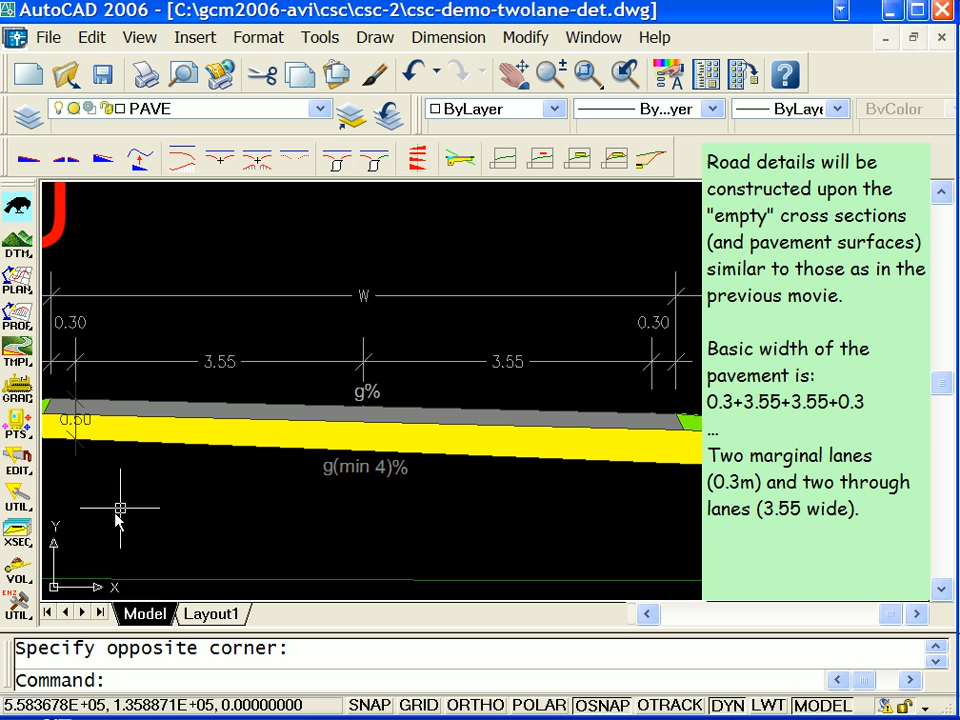 AutoCAD 2006 - [C:\gcm2006-avi\csc\csc-2\csc-demo-twolane-det.dwg]
File Edit View Insert Format Tools Draw Dimension Modify Window Help
PAVE
ByLayer
By...yer
ByLaye
ByColor
DTM
PLAN
PROF
TMPL
GRAD
PTS
EDIT
UTIL
XSEC
VOL
ENZ
UTIL
W
0.30
0.30
3.55
3.55
g%
0.50
g(min 4)%
Y
X
Road details will be
constructed upon the
"empty" cross sections
(and pavement surfaces)
similar to those as in the
previous movie.
Basic width of the
pavement is:
0.3+3.55+3.55+0.3
...
Two marginal lanes
(0.3m) and two through
lanes (3.55 wide).
Model Layout1
Specify opposite corner:
Command:
5.583678E+05, 1.358871E+05, 0.00000000 SNAP GRID ORTHO POLAR OSNAP OTRACK DYN LWT MODEL